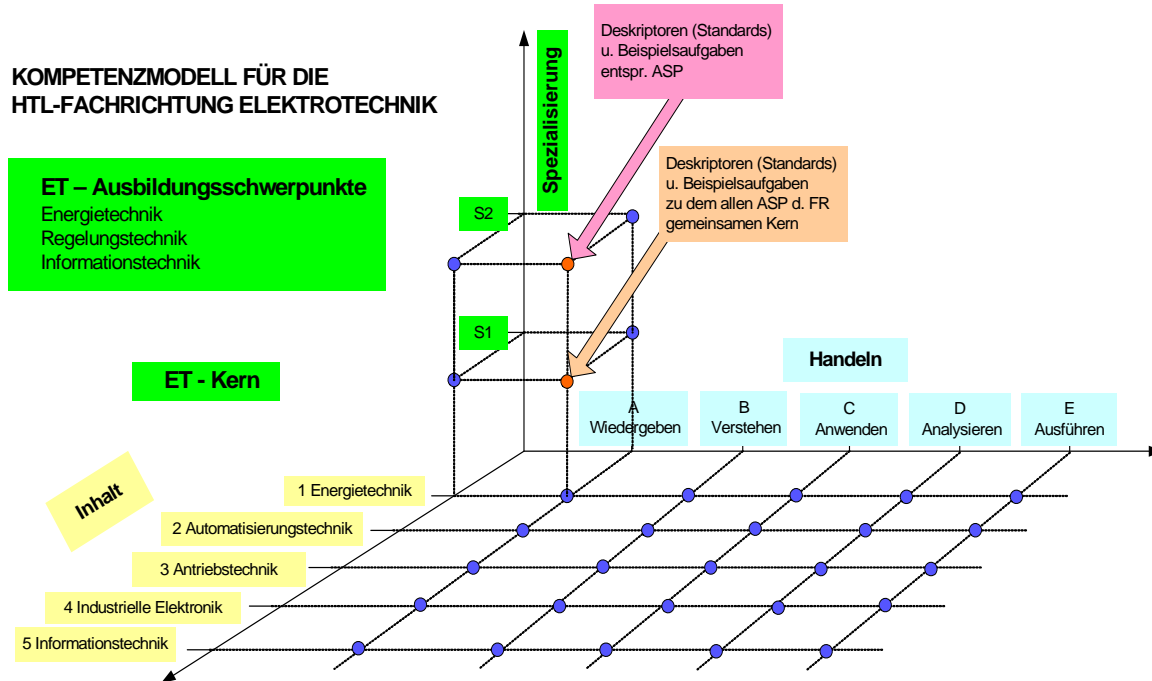 KOMPETENZMODELL FÜR DIE
HTL-FACHRICHTUNG ELEKTROTECHNIK
ET – Ausbildungsschwerpunkte
Energietechnik
Regelungstechnik
Informationstechnik
ET - Kern
Spezialisierung
Deskriptoren (Standards)
u. Beispielsaufgaben
entspr. ASP
Deskriptoren (Standards)
u. Beispielsaufgaben
zu dem allen ASP d. FR
gemeinsamen Kern
S2
S1
Handeln
A
Wiedergeben
B
Verstehen
C
Anwenden
D
Analysieren
E
Ausführen
Inhalt
1 Energietechnik
2 Automatisierungstechnik
3 Antriebstechnik
4 Industrielle Elektronik
5 Informationstechnik